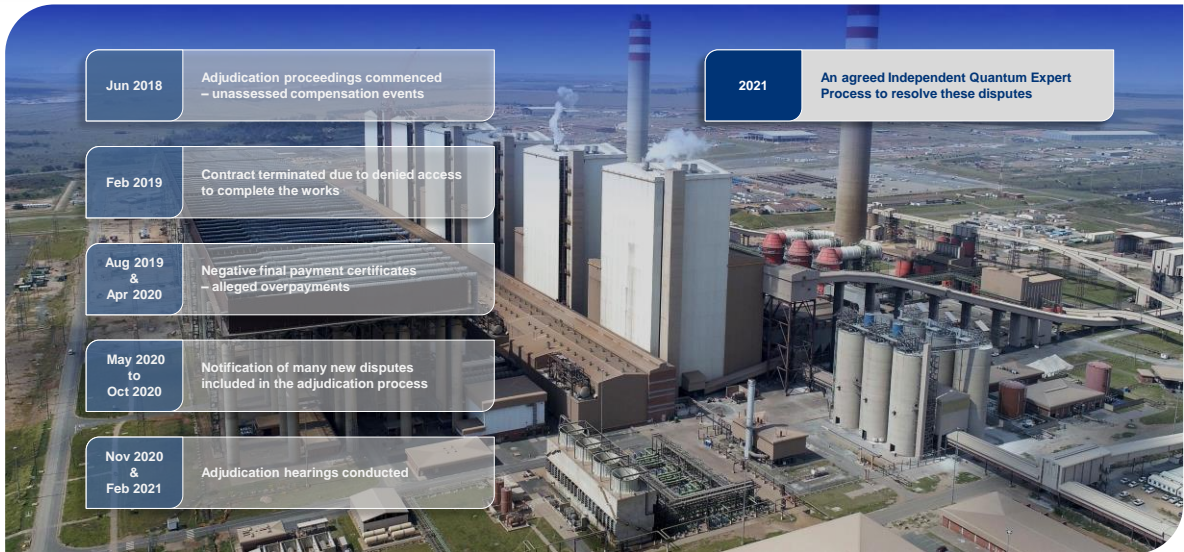 Jun 2018
Adjudication proceedings commenced
– unassessed compensation events
Feb 2019
Contract terminated due to denied access
to complete the works
Aug 2019
&
Apr 2020
Negative final payment certificates
– alleged overpayments
May 2020
to
Oct 2020
Notification of many new disputes
included in the adjudication process
Nov 2020
&
Feb 2021
Adjudication hearings conducted
2021
An agreed Independent Quantum Expert
Process to resolve these disputes